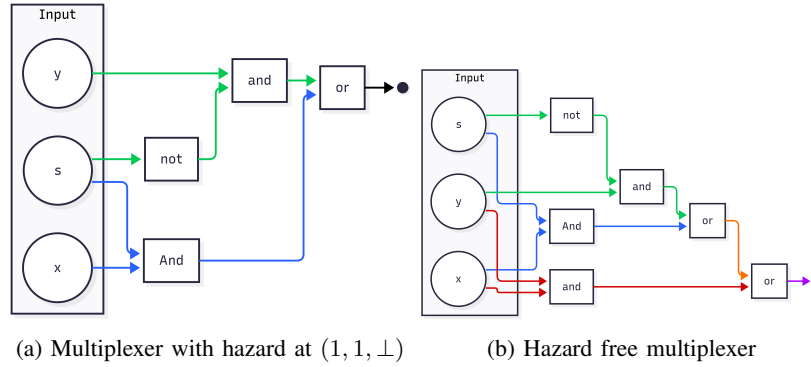 Input
y
and
or
s
not
x
And
Input
s
not
y
and
And
or
x
and
or
(a) Multiplexer with hazard at (1, 1, ⊥)
(b) Hazard free multiplexer